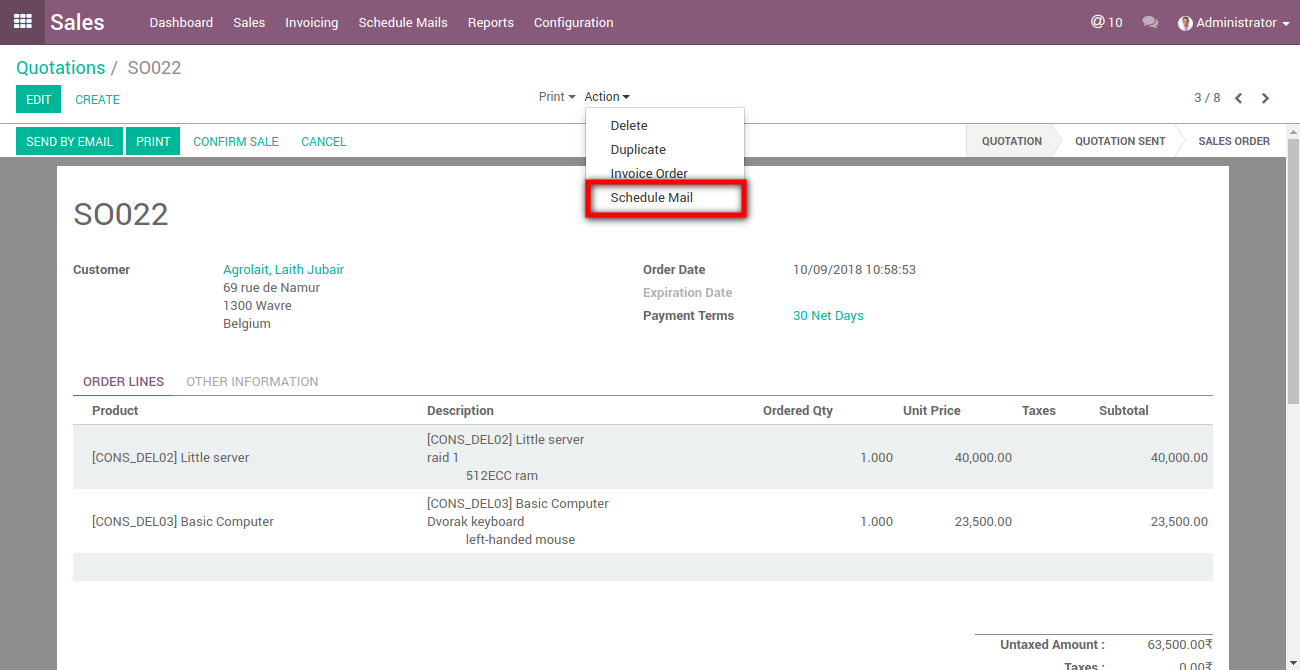 Sales Dashboard Sales Invoicing Schedule Mails Reports Configuration @ 10 Administrator
Quotations / SO022
EDIT CREATE Print Action 3 / 8
Delete
Duplicate
Invoice Order
Schedule Mail
SEND BY EMAIL PRINT CONFIRM SALE CANCEL QUOTATION QUOTATION SENT SALES ORDER
SO022
Customer Agrolait, Laith Jubair Order Date 10/09/2018 10:58:53
69 rue de Namur Expiration Date
1300 Wavre
Belgium
Payment Terms 30 Net Days
ORDER LINES OTHER INFORMATION
Product Description Ordered Qty Unit Price Taxes Subtotal
[CONS_DEL02] Little server
[CONS_DEL02] Little server raid 1 1.000 40,000.00 40,000.00
512ECC ram
[CONS_DEL03] Basic Computer
[CONS_DEL03] Basic Computer Dvorak keyboard 1.000 23,500.00 23,500.00
left-handed mouse
Untaxed Amount : 63,500.00₹
Taxes : 0.00₹